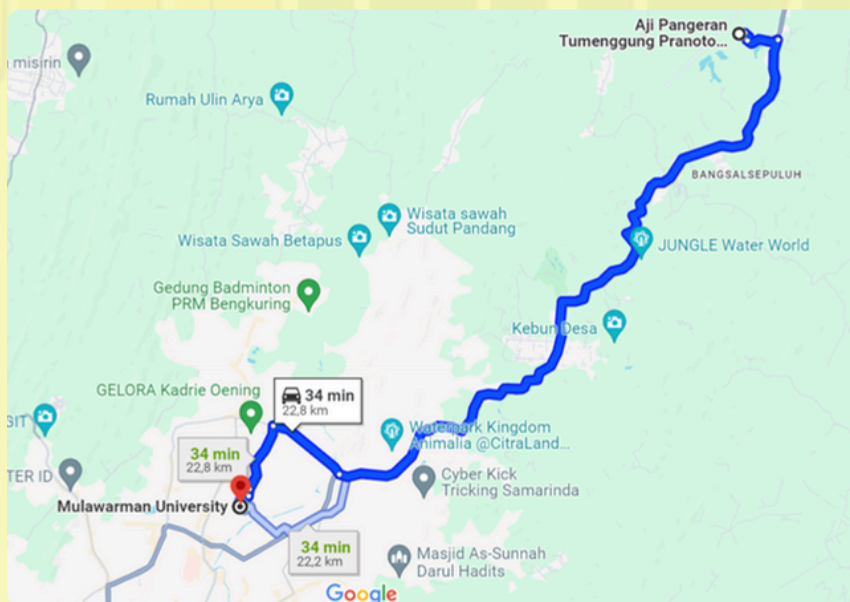 Aji Pangeran
Tumenggung Pranoto...
misirin
Rumah Ulin Arya
BANGSALSEPULUH
Wisata sawah
Sudut Pandang
Wisata Sawah Betapus
JUNGLE Water World
Gedung Badminton
PRM Bengkuring
Kebun Desa
GELORA Kadrie Oening
34 min
22,8 km
GIT
Watermark Kingdom
Animalia @CitraLand...
34 min
22,8 km
TER ID
Cyber Kick
Tricking Samarinda
Mulawarman University
34 min
22,2 km
Masjid As-Sunnah
Darul Hadits
Google